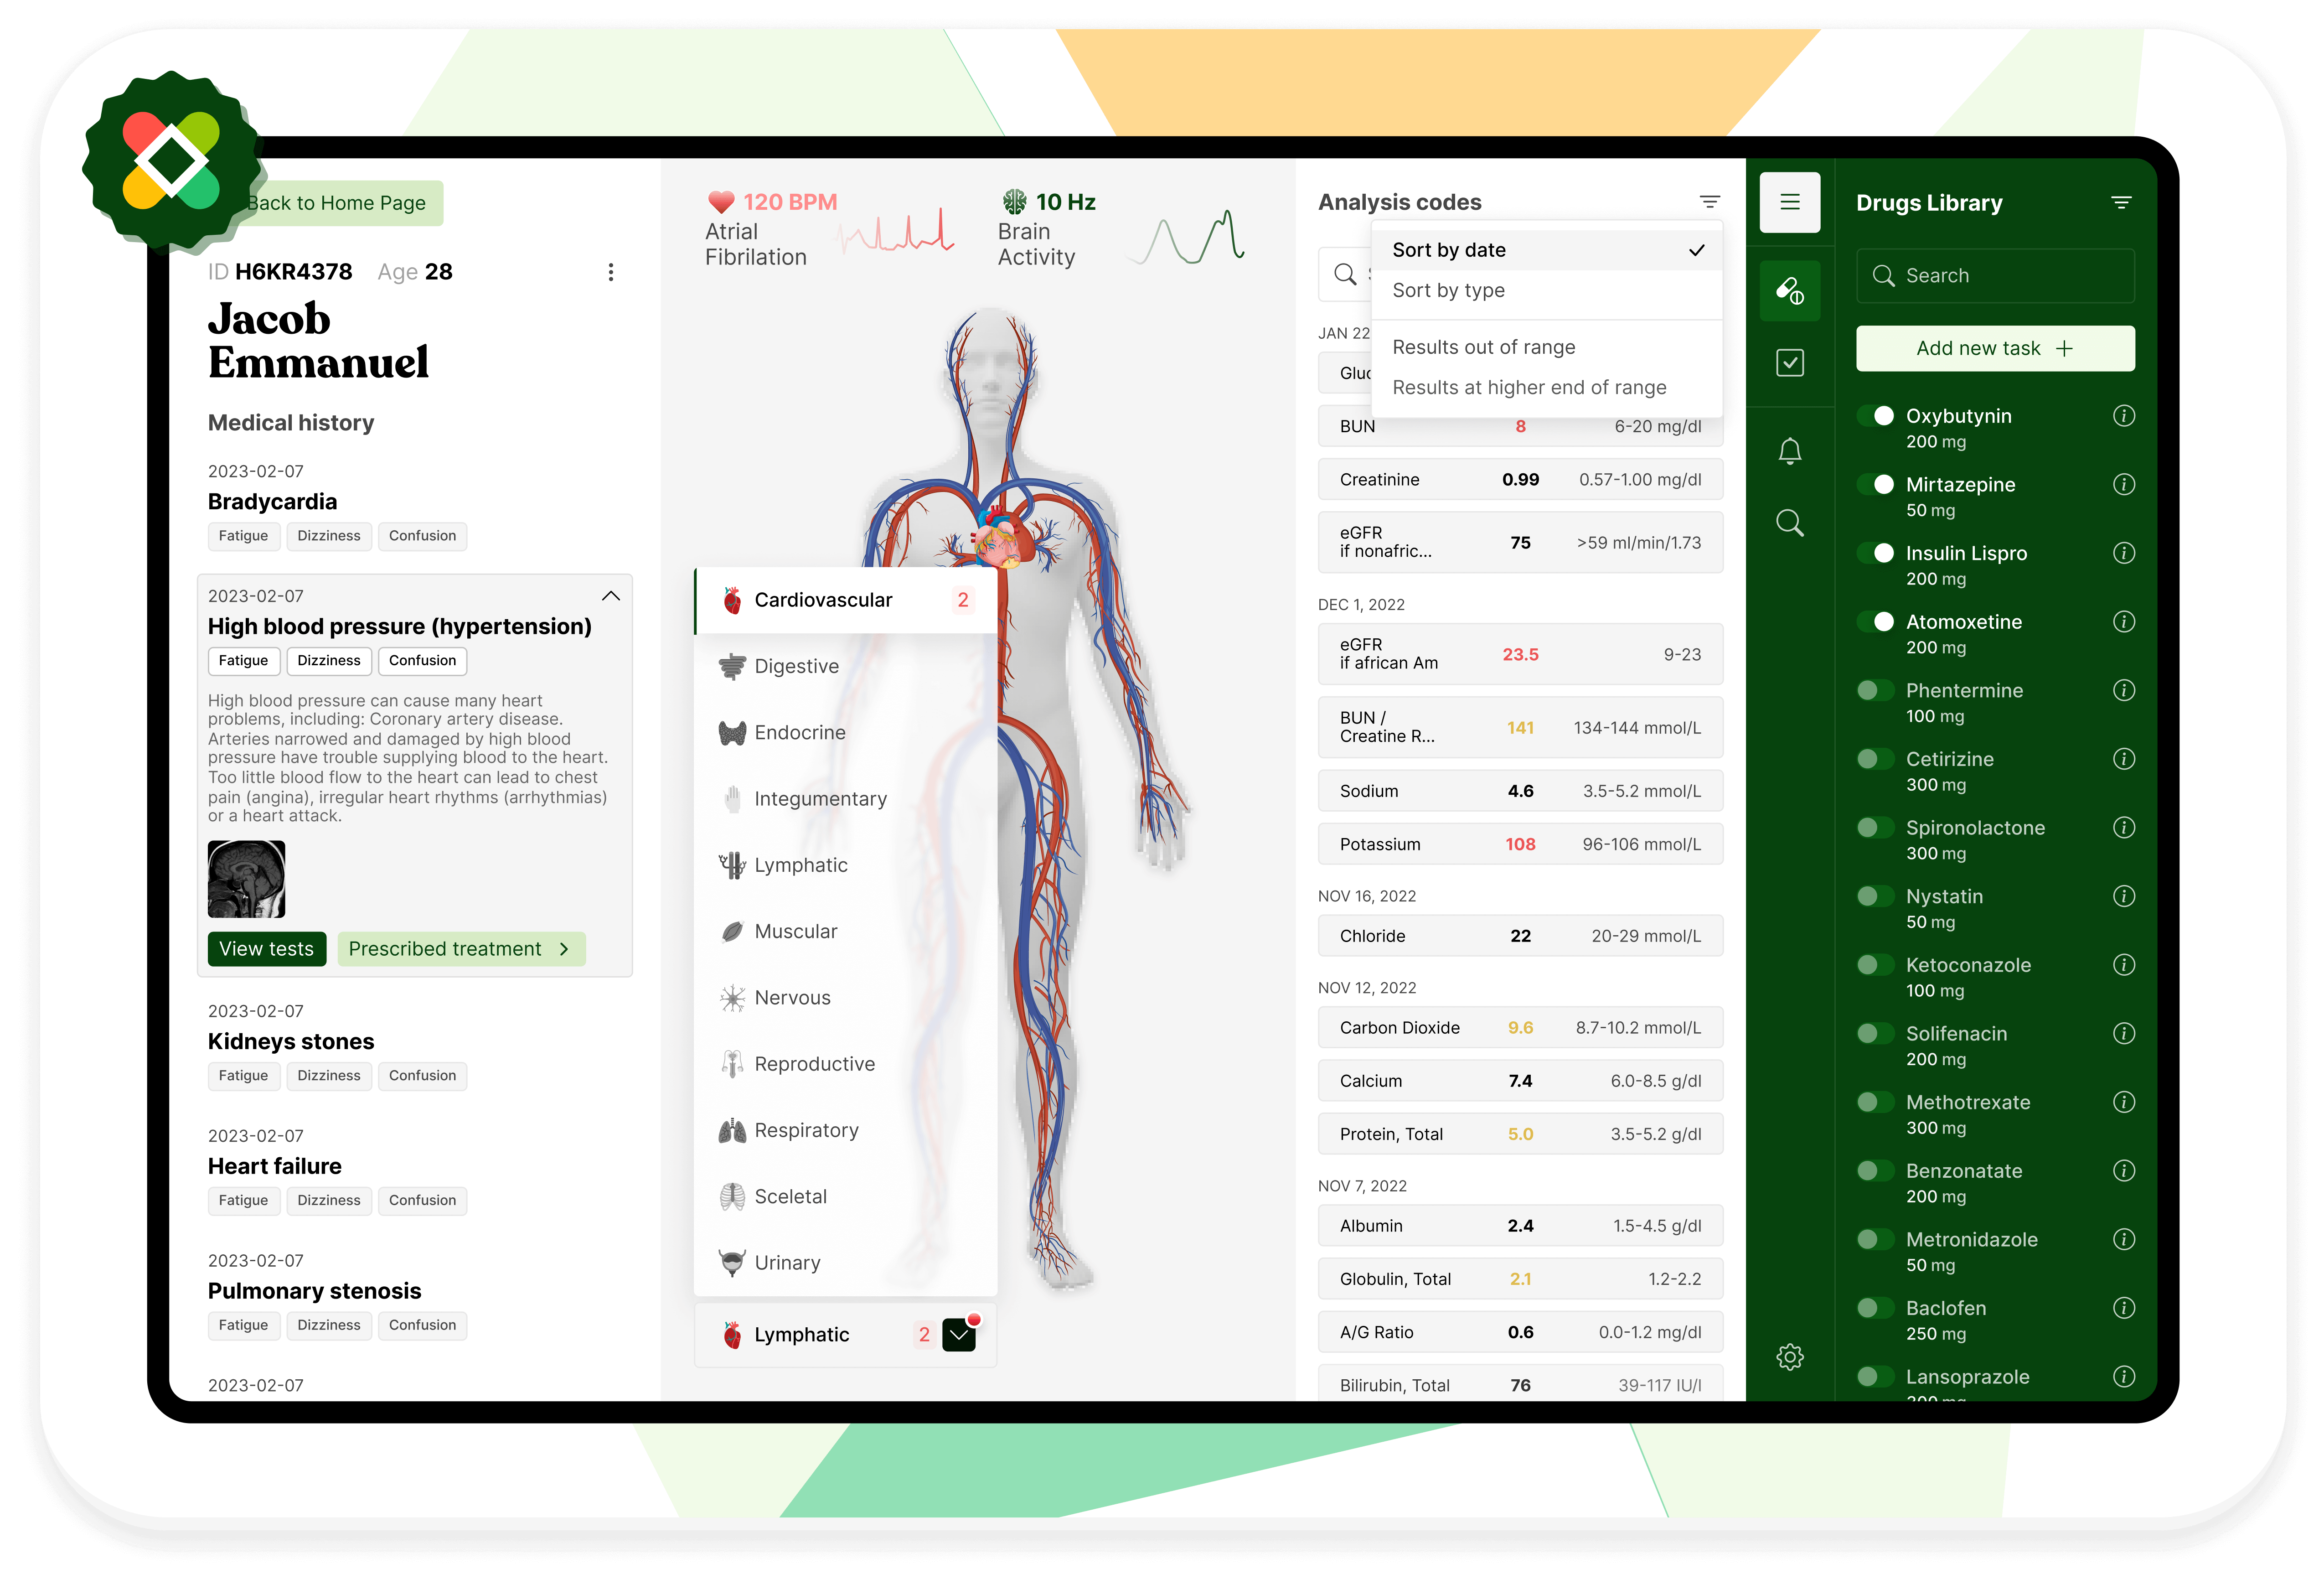 Back to Home Page
ID H6KR4378 Age 28
Jacob
Emmanuel
Medical history
2023-02-07
Bradycardia
Fatigue Dizziness Confusion
2023-02-07
High blood pressure (hypertension)
Fatigue Dizziness Confusion
High blood pressure can cause many heart
problems, including: Coronary artery disease.
Arteries narrowed and damaged by high blood
pressure have trouble supplying blood to the heart.
Too little blood flow to the heart can lead to chest
pain (angina), irregular heart rhythms (arrhythmias)
or a heart attack.
View tests Prescribed treatment
2023-02-07
Kidneys stones
Fatigue Dizziness Confusion
2023-02-07
Heart failure
Fatigue Dizziness Confusion
2023-02-07
Pulmonary stenosis
Fatigue Dizziness Confusion
2023-02-07
120 BPM
Atrial
Fibrilation
10 Hz
Brain
Activity
Cardiovascular 2
Digestive
Endocrine
Integumentary
Lymphatic
Muscular
Nervous
Reproductive
Respiratory
Sceletal
Urinary
Lymphatic 2
Analysis codes
Sort by date
Sort by type
Results out of range
Results at higher end of range
JAN 22
BUN 8 6-20 mg/dl
Creatinine 0.99 0.57-1.00 mg/dl
eGFR
if nonafric... 75 >59 ml/min/1.73
DEC 1, 2022
eGFR
if african Am 23.5 9-23
BUN /
Creatine R... 141 134-144 mmol/L
Sodium 4.6 3.5-5.2 mmol/L
Potassium 108 96-106 mmol/L
NOV 16, 2022
Chloride 22 20-29 mmol/L
NOV 12, 2022
Carbon Dioxide 9.6 8.7-10.2 mmol/L
Calcium 7.4 6.0-8.5 g/dl
Protein, Total 5.0 3.5-5.2 g/dl
NOV 7, 2022
Albumin 2.4 1.5-4.5 g/dl
Globulin, Total 2.1 1.2-2.2
A/G Ratio 0.6 0.0-1.2 mg/dl
Bilirubin, Total 76 39-117 IU/l
Drugs Library
Search
Add new task +
Oxybutynin
200 mg
Mirtazepine
50 mg
Insulin Lispro
200 mg
Atomoxetine
200 mg
Phentermine
100 mg
Cetirizine
300 mg
Spironolactone
300 mg
Nystatin
50 mg
Ketoconazole
100 mg
Solifenacin
200 mg
Methotrexate
300 mg
Benzonatate
200 mg
Metronidazole
50 mg
Baclofen
250 mg
Lansoprazole